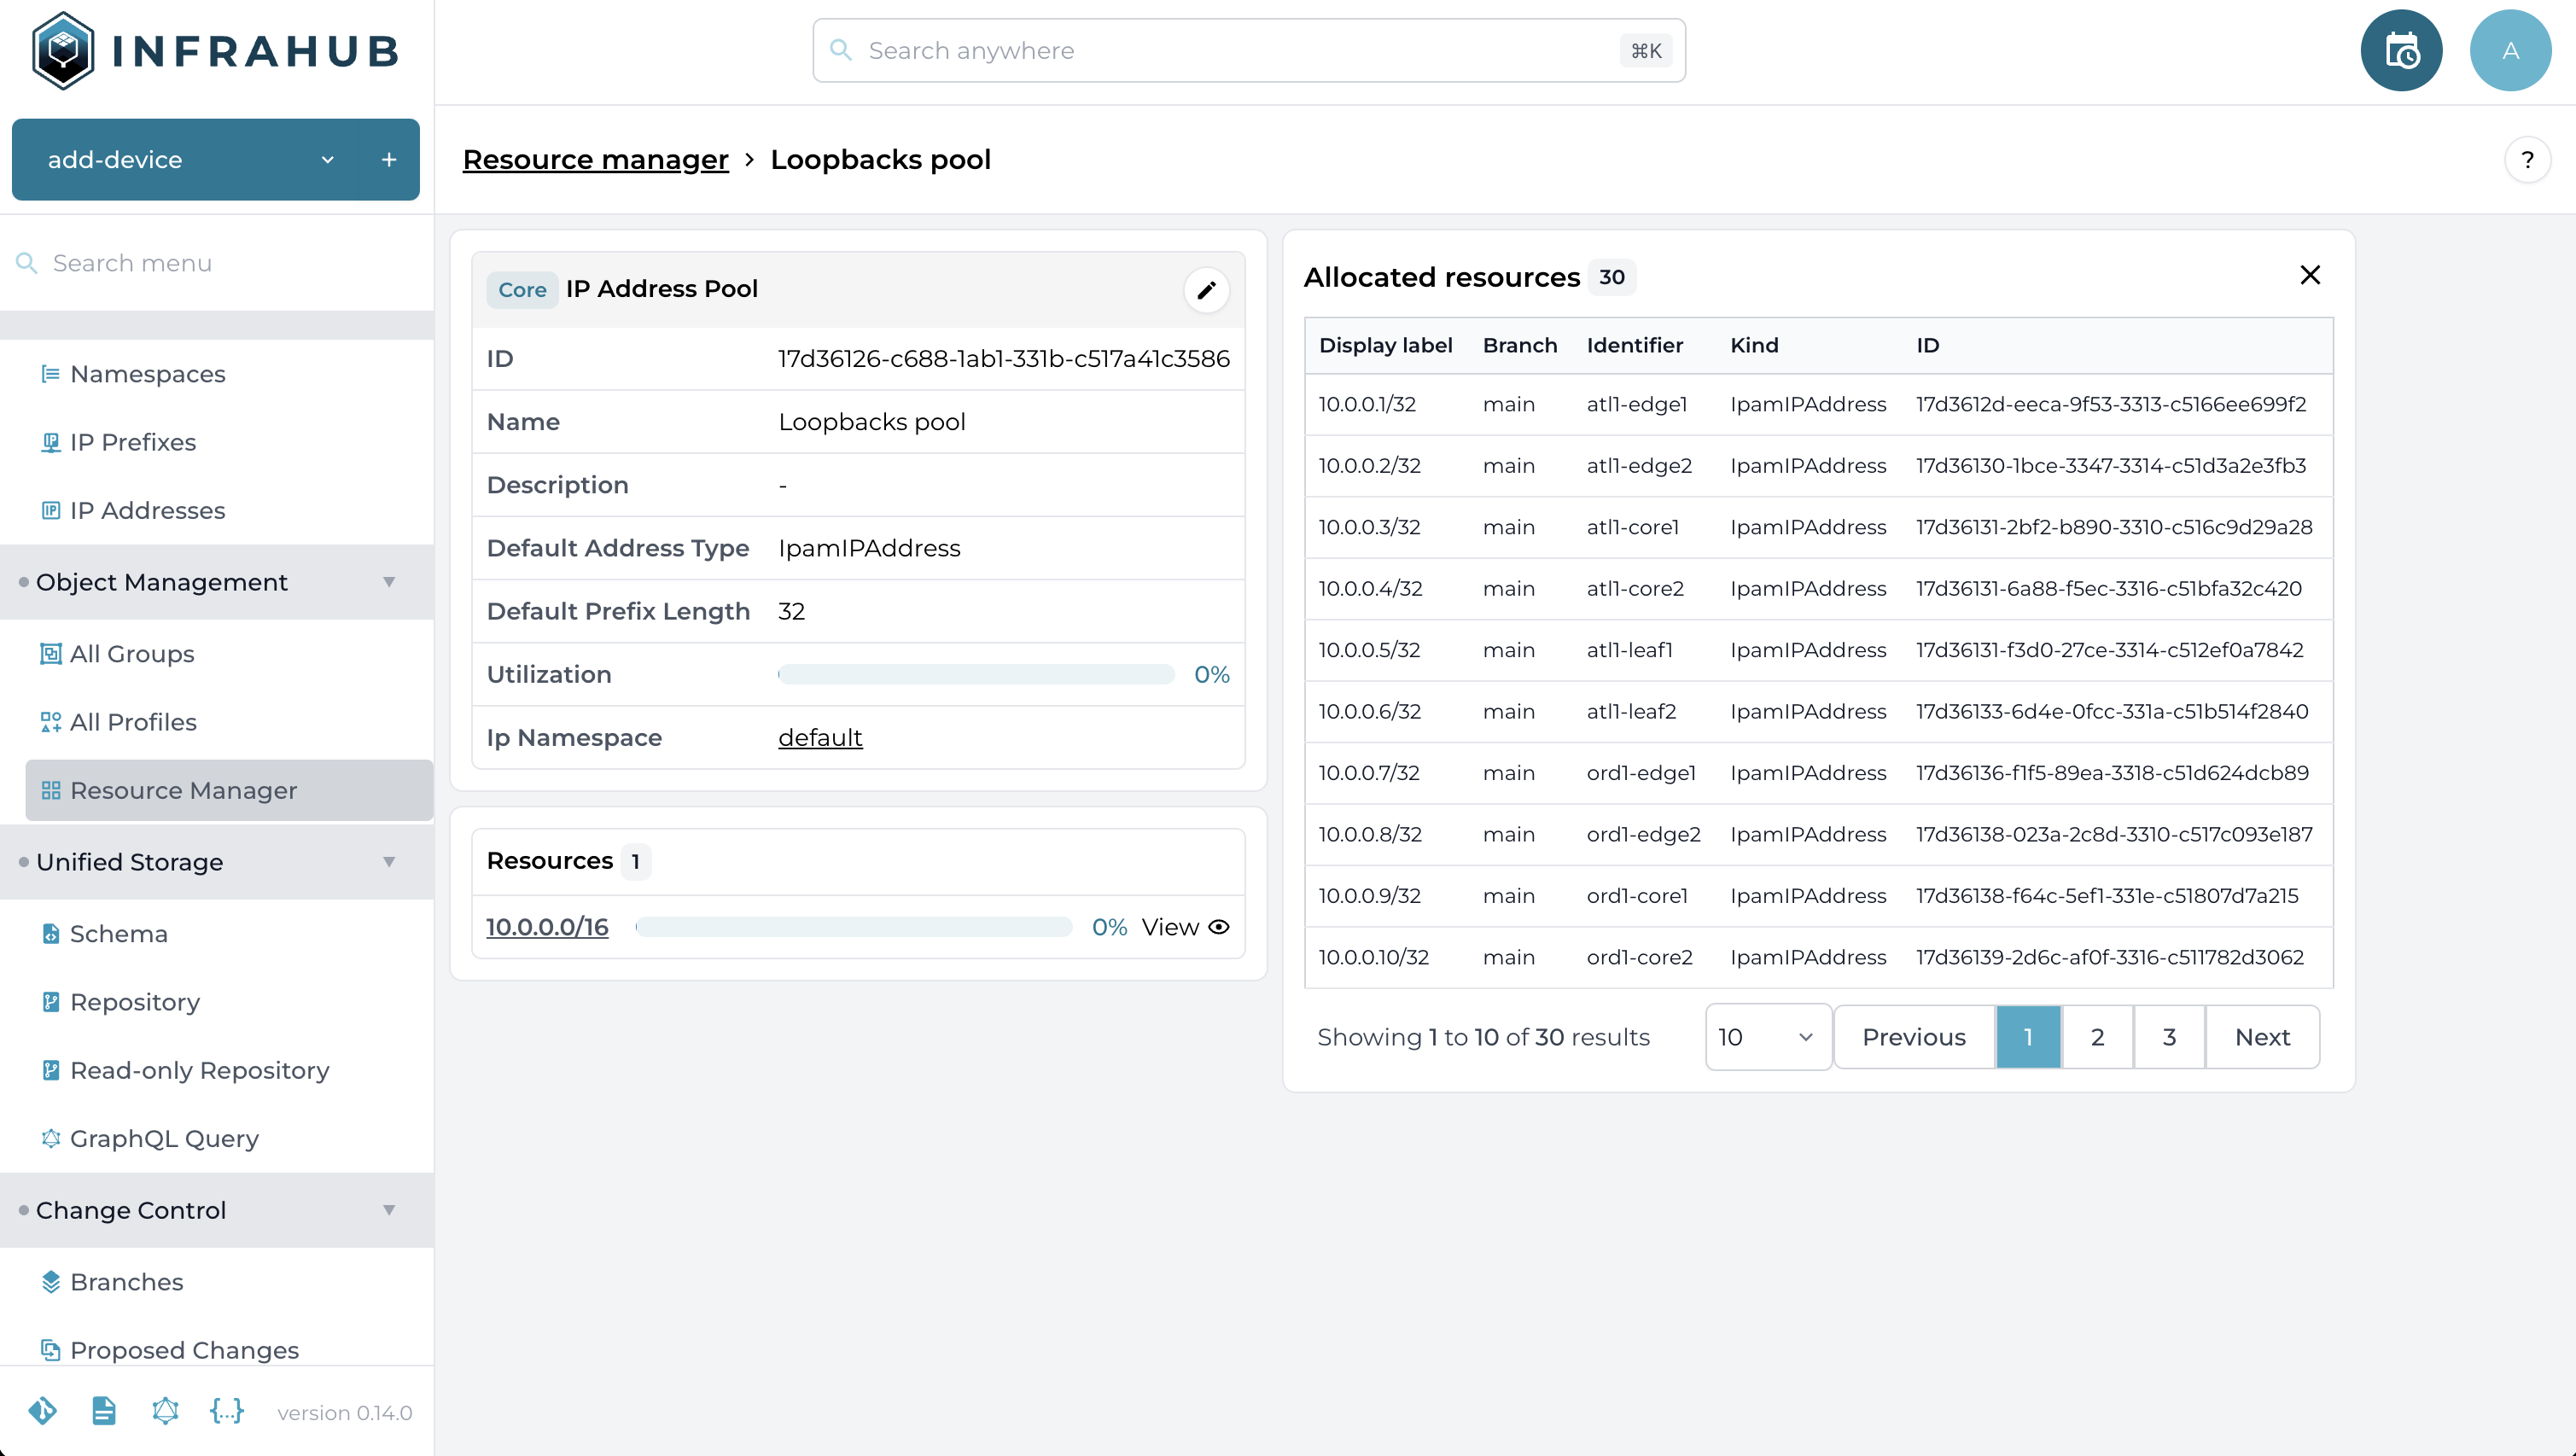 INFRAHUB
Search anywhere
⌘K
A
add-device
+
Resource manager > Loopbacks pool
?
Search menu
Namespaces
IP Prefixes
IP Addresses
Object Management
All Groups
All Profiles
Resource Manager
Unified Storage
Schema
Repository
Read-only Repository
GraphQL Query
Change Control
Branches
Proposed Changes
version 0.14.0
Core IP Address Pool
ID 17d36126-c688-1ab1-331b-c517a41c3586
Name Loopbacks pool
Description -
Default Address Type IpamIPAddress
Default Prefix Length 32
Utilization 0%
Ip Namespace default
Resources 1
10.0.0.0/16 0% View
Allocated resources 30
Display label Branch Identifier Kind ID
10.0.0.1/32 main atl1-edge1 IpamIPAddress 17d3612d-eeca-9f53-3313-c5166ee699f2
10.0.0.2/32 main atl1-edge2 IpamIPAddress 17d36130-1bce-3347-3314-c51d3a2e3fb3
10.0.0.3/32 main atl1-core1 IpamIPAddress 17d36131-2bf2-b890-3310-c516c9d29a28
10.0.0.4/32 main atl1-core2 IpamIPAddress 17d36131-6a88-f5ec-3316-c51bfa32c420
10.0.0.5/32 main atl1-leaf1 IpamIPAddress 17d36131-f3d0-27ce-3314-c512ef0a7842
10.0.0.6/32 main atl1-leaf2 IpamIPAddress 17d36133-6d4e-0fcc-331a-c51b514f2840
10.0.0.7/32 main ord1-edge1 IpamIPAddress 17d36136-f1f5-89ea-3318-c51d624dcb89
10.0.0.8/32 main ord1-edge2 IpamIPAddress 17d36138-023a-2c8d-3310-c517c093e187
10.0.0.9/32 main ord1-core1 IpamIPAddress 17d36138-f64c-5ef1-331e-c51807d7a215
10.0.0.10/32 main ord1-core2 IpamIPAddress 17d36139-2d6c-af0f-3316-c511782d3062
Showing 1 to 10 of 30 results 10 Previous 1 2 3 Next